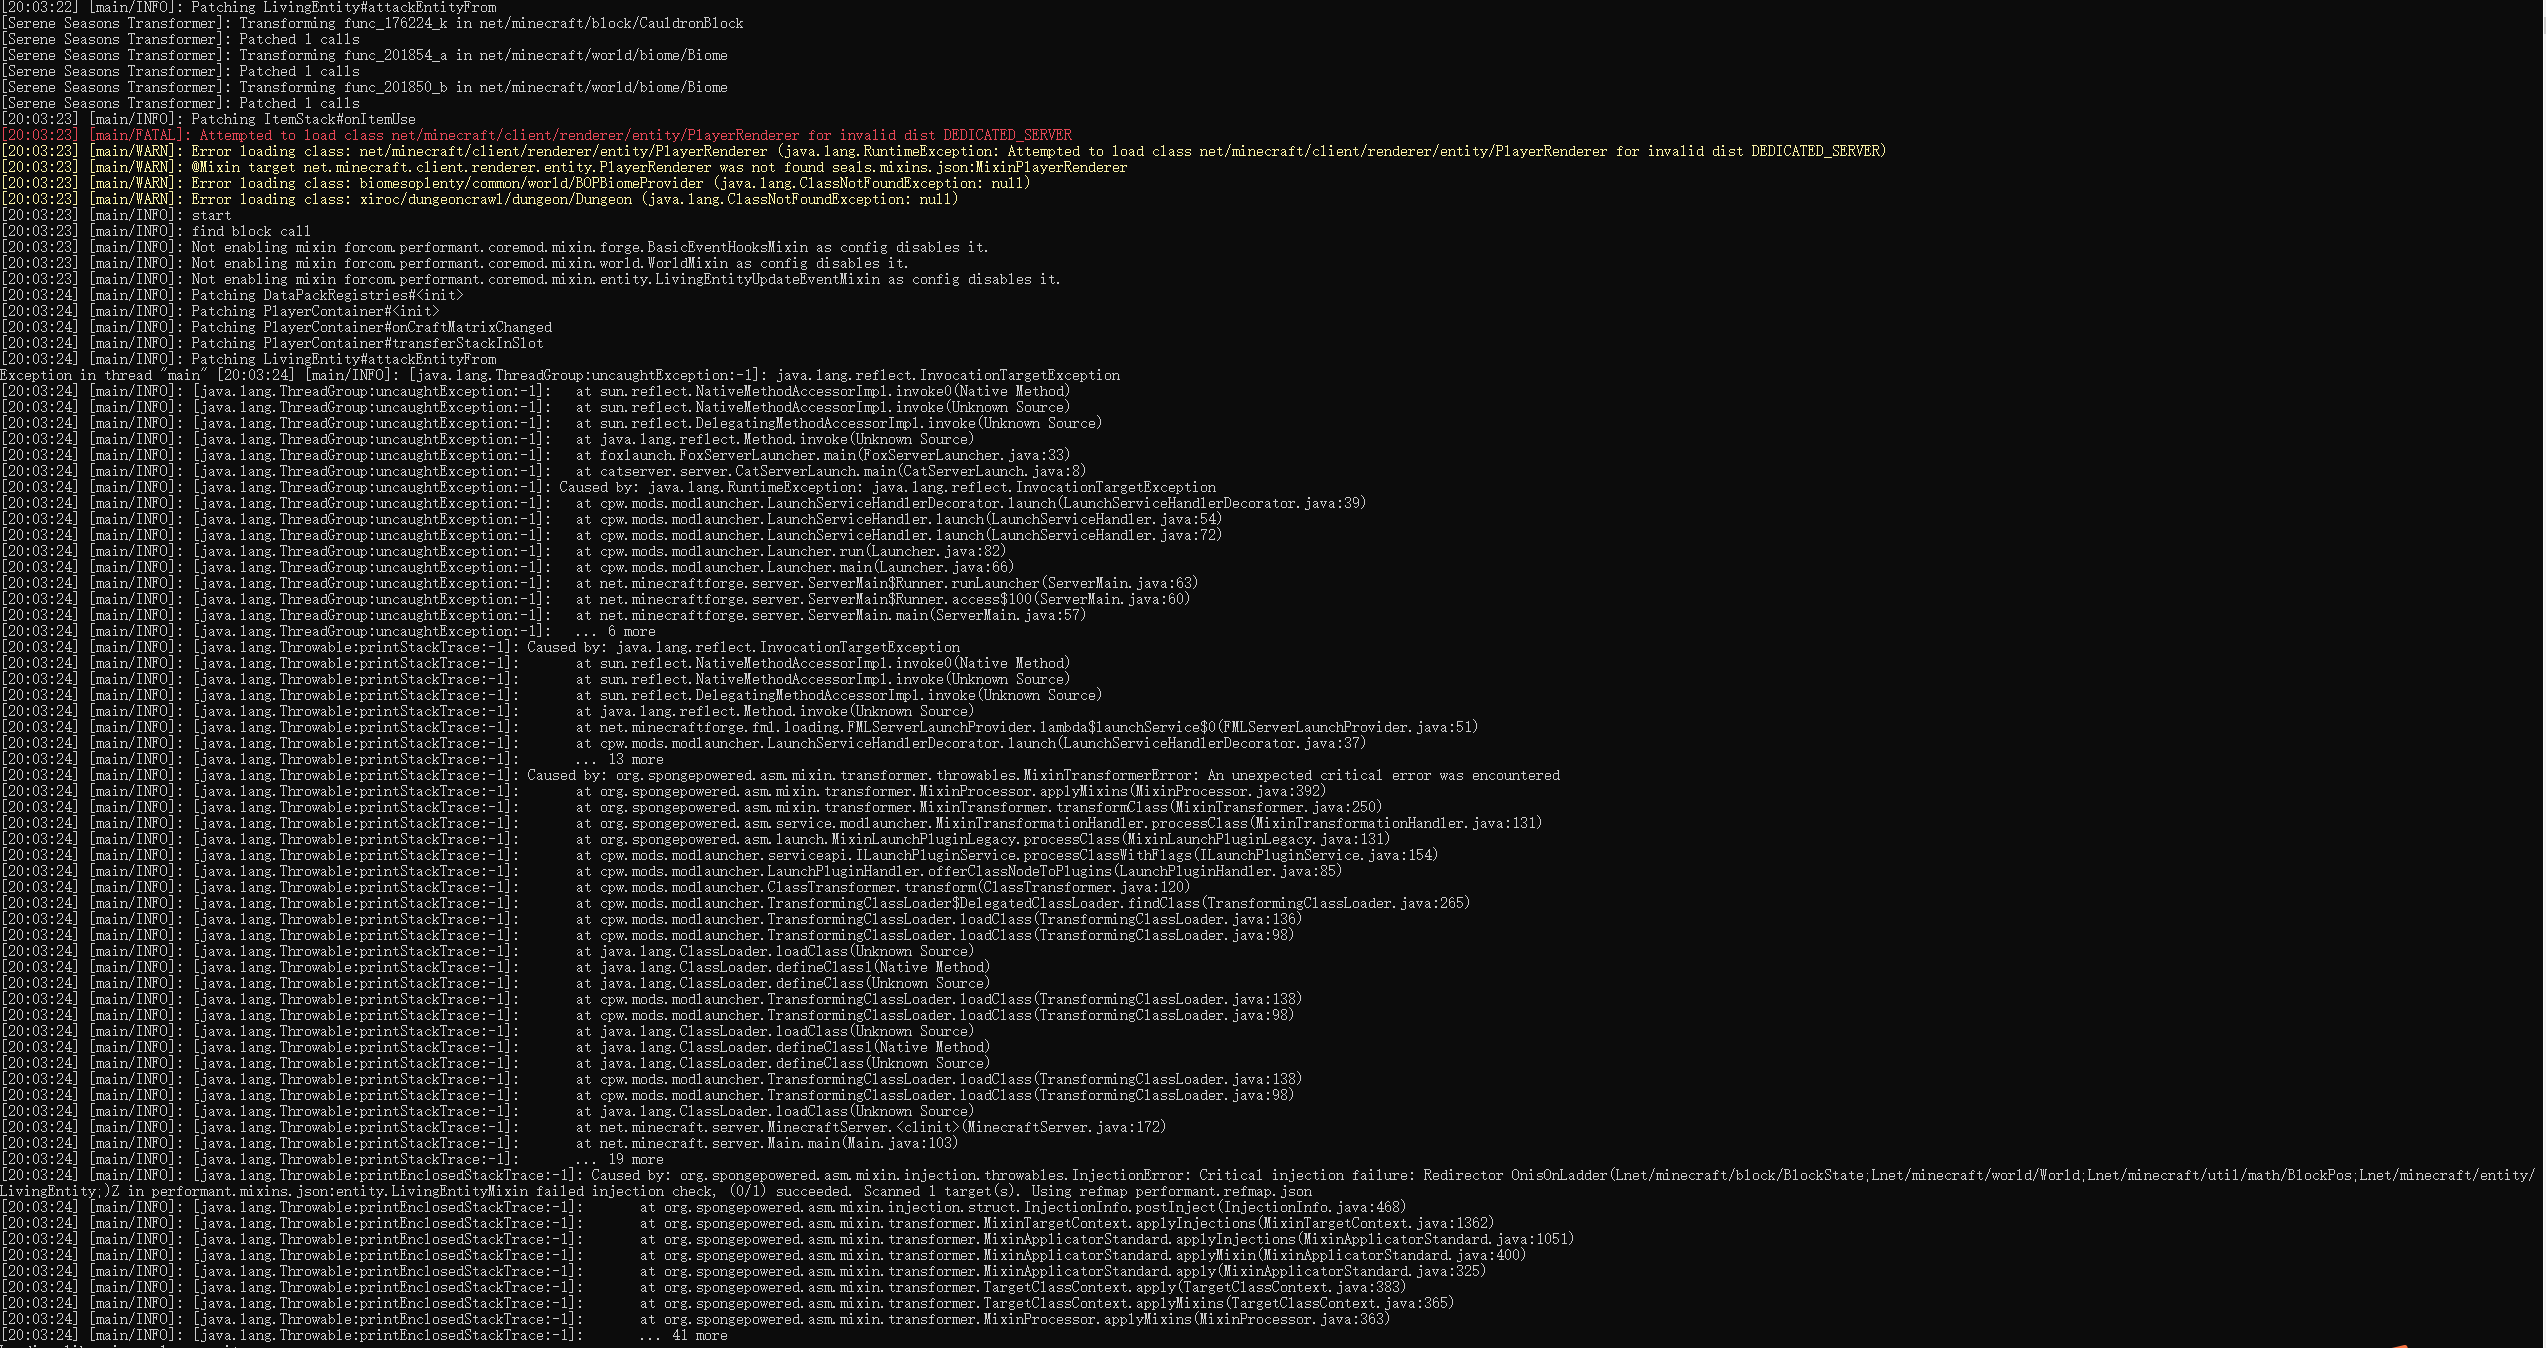 [20:03:22] [main/INFO]: Patching LivingEntity#attackEntityFrom
[Serene Seasons Transformer]: Transforming func_176224_k in net/minecraft/block/CauldronBlock
[Serene Seasons Transformer]: Patched 1 calls
[Serene Seasons Transformer]: Transforming func_201854_a in net/minecraft/world/biome/Biome
[Serene Seasons Transformer]: Patched 1 calls
[Serene Seasons Transformer]: Transforming func_201850_b in net/minecraft/world/biome/Biome
[Serene Seasons Transformer]: Patched 1 calls
[20:03:23] [main/INFO]: Patching ItemStack#onItemUse
[20:03:23] [main/FATAL]: Attempted to load class net/minecraft/client/renderer/entity/PlayerRenderer for invalid dist DEDICATED_SERVER
[20:03:23] [main/WARN]: Error loading class: net/minecraft/client/renderer/entity/PlayerRenderer (java.lang.RuntimeException: Attempted to load class net/minecraft/client/renderer/entity/PlayerRenderer for invalid dist DEDICATED_SERVER)
[20:03:23] [main/WARN]: @Mixin target net.minecraft.client.renderer.entity.PlayerRenderer was not found seals.mixins.json:MixinPlayerRenderer
[20:03:23] [main/WARN]: Error loading class: biomesoplenty/common/world/BOPBiomeProvider (java.lang.ClassNotFoundException: null)
[20:03:23] [main/WARN]: Error loading class: xiroc/dungeoncrawl/dungeon/Dungeon (java.lang.ClassNotFoundException: null)
[20:03:23] [main/INFO]: start
[20:03:23] [main/INFO]: find block call
[20:03:23] [main/INFO]: Not enabling mixin forcom.performant.coremod.mixin.forge.BasicEventHooksMixin as config disables it.
[20:03:23] [main/INFO]: Not enabling mixin forcom.performant.coremod.mixin.world.WorldMixin as config disables it.
[20:03:23] [main/INFO]: Not enabling mixin forcom.performant.coremod.mixin.entity.LivingEntityUpdateEventMixin as config disables it.
[20:03:24] [main/INFO]: Patching DataPackRegistries#<init>
[20:03:24] [main/INFO]: Patching PlayerContainer#<init>
[20:03:24] [main/INFO]: Patching PlayerContainer#onCraftMatrixChanged
[20:03:24] [main/INFO]: Patching PlayerContainer#transferStackInSlot
[20:03:24] [main/INFO]: Patching LivingEntity#attackEntityFrom
Exception in thread "main" [20:03:24] [main/INFO]: [java.lang.ThreadGroup:uncaughtException:-1]: java.lang.reflect.InvocationTargetException
[20:03:24] [main/INFO]: [java.lang.ThreadGroup:uncaughtException:-1]: at sun.reflect.NativeMethodAccessorImpl.invoke0(Native Method)
[20:03:24] [main/INFO]: [java.lang.ThreadGroup:uncaughtException:-1]: at sun.reflect.NativeMethodAccessorImpl.invoke(Unknown Source)
[20:03:24] [main/INFO]: [java.lang.ThreadGroup:uncaughtException:-1]: at sun.reflect.DelegatingMethodAccessorImpl.invoke(Unknown Source)
[20:03:24] [main/INFO]: [java.lang.ThreadGroup:uncaughtException:-1]: at java.lang.reflect.Method.invoke(Unknown Source)
[20:03:24] [main/INFO]: [java.lang.ThreadGroup:uncaughtException:-1]: at foxlaunch.FoxServerLauncher.main(FoxServerLauncher.java:33)
[20:03:24] [main/INFO]: [java.lang.ThreadGroup:uncaughtException:-1]: at catserver.server.CatServerLaunch.main(CatServerLaunch.java:8)
[20:03:24] [main/INFO]: [java.lang.ThreadGroup:uncaughtException:-1]: Caused by: java.lang.RuntimeException: java.lang.reflect.InvocationTargetException
[20:03:24] [main/INFO]: [java.lang.ThreadGroup:uncaughtException:-1]: at cpw.mods.modlauncher.LaunchServiceHandlerDecorator.launch(LaunchServiceHandlerDecorator.java:39)
[20:03:24] [main/INFO]: [java.lang.ThreadGroup:uncaughtException:-1]: at cpw.mods.modlauncher.LaunchServiceHandler.launch(LaunchServiceHandler.java:54)
[20:03:24] [main/INFO]: [java.lang.ThreadGroup:uncaughtException:-1]: at cpw.mods.modlauncher.LaunchServiceHandler.launch(LaunchServiceHandler.java:72)
[20:03:24] [main/INFO]: [java.lang.ThreadGroup:uncaughtException:-1]: at cpw.mods.modlauncher.Launcher.run(Launcher.java:82)
[20:03:24] [main/INFO]: [java.lang.ThreadGroup:uncaughtException:-1]: at cpw.mods.modlauncher.Launcher.main(Launcher.java:66)
[20:03:24] [main/INFO]: [java.lang.ThreadGroup:uncaughtException:-1]: at net.minecraftforge.server.ServerMain$Runner.runLauncher(ServerMain.java:63)
[20:03:24] [main/INFO]: [java.lang.ThreadGroup:uncaughtException:-1]: at net.minecraftforge.server.ServerMain$Runner.access$100(ServerMain.java:60)
[20:03:24] [main/INFO]: [java.lang.ThreadGroup:uncaughtException:-1]: at net.minecraftforge.server.ServerMain.main(ServerMain.java:57)
[20:03:24] [main/INFO]: [java.lang.ThreadGroup:uncaughtException:-1]: ... 6 more
[20:03:24] [main/INFO]: [java.lang.Throwable:printStackTrace:-1]: Caused by: java.lang.reflect.InvocationTargetException
[20:03:24] [main/INFO]: [java.lang.Throwable:printStackTrace:-1]: at sun.reflect.NativeMethodAccessorImpl.invoke0(Native Method)
[20:03:24] [main/INFO]: [java.lang.Throwable:printStackTrace:-1]: at sun.reflect.NativeMethodAccessorImpl.invoke(Unknown Source)
[20:03:24] [main/INFO]: [java.lang.Throwable:printStackTrace:-1]: at sun.reflect.DelegatingMethodAccessorImpl.invoke(Unknown Source)
[20:03:24] [main/INFO]: [java.lang.Throwable:printStackTrace:-1]: at java.lang.reflect.Method.invoke(Unknown Source)
[20:03:24] [main/INFO]: [java.lang.Throwable:printStackTrace:-1]: at net.minecraftforge.fml.loading.FMLServerLaunchProvider.lambda$launchService$0(FMLServerLaunchProvider.java:51)
[20:03:24] [main/INFO]: [java.lang.Throwable:printStackTrace:-1]: at cpw.mods.modlauncher.LaunchServiceHandlerDecorator.launch(LaunchServiceHandlerDecorator.java:37)
[20:03:24] [main/INFO]: [java.lang.Throwable:printStackTrace:-1]: ... 13 more
[20:03:24] [main/INFO]: [java.lang.Throwable:printStackTrace:-1]: Caused by: org.spongepowered.asm.mixin.transformer.throwables.MixinTransformerError: An unexpected critical error was encountered
[20:03:24] [main/INFO]: [java.lang.Throwable:printStackTrace:-1]: at org.spongepowered.asm.mixin.transformer.MixinProcessor.applyMixins(MixinProcessor.java:392)
[20:03:24] [main/INFO]: [java.lang.Throwable:printStackTrace:-1]: at org.spongepowered.asm.mixin.transformer.MixinTransformer.transformClass(MixinTransformer.java:250)
[20:03:24] [main/INFO]: [java.lang.Throwable:printStackTrace:-1]: at org.spongepowered.asm.service.modlauncher.MixinTransformationHandler.processClass(MixinTransformationHandler.java:131)
[20:03:24] [main/INFO]: [java.lang.Throwable:printStackTrace:-1]: at org.spongepowered.asm.launch.MixinLaunchPluginLegacy.processClass(MixinLaunchPluginLegacy.java:131)
[20:03:24] [main/INFO]: [java.lang.Throwable:printStackTrace:-1]: at cpw.mods.modlauncher.serviceapi.ILaunchPluginService.processClassWithFlags(ILaunchPluginService.java:154)
[20:03:24] [main/INFO]: [java.lang.Throwable:printStackTrace:-1]: at cpw.mods.modlauncher.LaunchPluginHandler.offerClassNodeToPlugins(LaunchPluginHandler.java:85)
[20:03:24] [main/INFO]: [java.lang.Throwable:printStackTrace:-1]: at cpw.mods.modlauncher.ClassTransformer.transform(ClassTransformer.java:120)
[20:03:24] [main/INFO]: [java.lang.Throwable:printStackTrace:-1]: at cpw.mods.modlauncher.TransformingClassLoader$DelegatedClassLoader.findClass(TransformingClassLoader.java:265)
[20:03:24] [main/INFO]: [java.lang.Throwable:printStackTrace:-1]: at cpw.mods.modlauncher.TransformingClassLoader.loadClass(TransformingClassLoader.java:136)
[20:03:24] [main/INFO]: [java.lang.Throwable:printStackTrace:-1]: at cpw.mods.modlauncher.TransformingClassLoader.loadClass(TransformingClassLoader.java:98)
[20:03:24] [main/INFO]: [java.lang.Throwable:printStackTrace:-1]: at java.lang.ClassLoader.loadClass(Unknown Source)
[20:03:24] [main/INFO]: [java.lang.Throwable:printStackTrace:-1]: at java.lang.ClassLoader.defineClass1(Native Method)
[20:03:24] [main/INFO]: [java.lang.Throwable:printStackTrace:-1]: at java.lang.ClassLoader.defineClass(Unknown Source)
[20:03:24] [main/INFO]: [java.lang.Throwable:printStackTrace:-1]: at cpw.mods.modlauncher.TransformingClassLoader.loadClass(TransformingClassLoader.java:138)
[20:03:24] [main/INFO]: [java.lang.Throwable:printStackTrace:-1]: at cpw.mods.modlauncher.TransformingClassLoader.loadClass(TransformingClassLoader.java:98)
[20:03:24] [main/INFO]: [java.lang.Throwable:printStackTrace:-1]: at java.lang.ClassLoader.loadClass(Unknown Source)
[20:03:24] [main/INFO]: [java.lang.Throwable:printStackTrace:-1]: at java.lang.ClassLoader.defineClass1(Native Method)
[20:03:24] [main/INFO]: [java.lang.Throwable:printStackTrace:-1]: at java.lang.ClassLoader.defineClass(Unknown Source)
[20:03:24] [main/INFO]: [java.lang.Throwable:printStackTrace:-1]: at cpw.mods.modlauncher.TransformingClassLoader.loadClass(TransformingClassLoader.java:138)
[20:03:24] [main/INFO]: [java.lang.Throwable:printStackTrace:-1]: at cpw.mods.modlauncher.TransformingClassLoader.loadClass(TransformingClassLoader.java:98)
[20:03:24] [main/INFO]: [java.lang.Throwable:printStackTrace:-1]: at java.lang.ClassLoader.loadClass(Unknown Source)
[20:03:24] [main/INFO]: [java.lang.Throwable:printStackTrace:-1]: at net.minecraft.server.MinecraftServer.<clinit>(MinecraftServer.java:172)
[20:03:24] [main/INFO]: [java.lang.Throwable:printStackTrace:-1]: at net.minecraft.server.Main.main(Main.java:103)
[20:03:24] [main/INFO]: [java.lang.Throwable:printStackTrace:-1]: ... 19 more
[20:03:24] [main/INFO]: [java.lang.Throwable:printEnclosedStackTrace:-1]: Caused by: org.spongepowered.asm.mixin.injection.throwables.InjectionError: Critical injection failure: Redirector OnisOnLadder(Lnet/minecraft/block/BlockState;Lnet/minecraft/world/World;Lnet/minecraft/util/math/BlockPos;Lnet/minecraft/entity/
LivingEntity;)Z in performant.mixins.json:entity.LivingEntityMixin failed injection check, (0/1) succeeded. Scanned 1 target(s). Using refmap performant.refmap.json
[20:03:24] [main/INFO]: [java.lang.Throwable:printEnclosedStackTrace:-1]: at org.spongepowered.asm.mixin.injection.struct.InjectionInfo.postInject(InjectionInfo.java:468)
[20:03:24] [main/INFO]: [java.lang.Throwable:printEnclosedStackTrace:-1]: at org.spongepowered.asm.mixin.transformer.MixinTargetContext.applyInjections(MixinTargetContext.java:1362)
[20:03:24] [main/INFO]: [java.lang.Throwable:printEnclosedStackTrace:-1]: at org.spongepowered.asm.mixin.transformer.MixinApplicatorStandard.applyInjections(MixinApplicatorStandard.java:1051)
[20:03:24] [main/INFO]: [java.lang.Throwable:printEnclosedStackTrace:-1]: at org.spongepowered.asm.mixin.transformer.MixinApplicatorStandard.applyMixin(MixinApplicatorStandard.java:400)
[20:03:24] [main/INFO]: [java.lang.Throwable:printEnclosedStackTrace:-1]: at org.spongepowered.asm.mixin.transformer.MixinApplicatorStandard.apply(MixinApplicatorStandard.java:325)
[20:03:24] [main/INFO]: [java.lang.Throwable:printEnclosedStackTrace:-1]: at org.spongepowered.asm.mixin.transformer.TargetClassContext.apply(TargetClassContext.java:383)
[20:03:24] [main/INFO]: [java.lang.Throwable:printEnclosedStackTrace:-1]: at org.spongepowered.asm.mixin.transformer.TargetClassContext.applyMixins(TargetClassContext.java:365)
[20:03:24] [main/INFO]: [java.lang.Throwable:printEnclosedStackTrace:-1]: at org.spongepowered.asm.mixin.transformer.MixinProcessor.applyMixins(MixinProcessor.java:363)
[20:03:24] [main/INFO]: [java.lang.Throwable:printEnclosedStackTrace:-1]: ... 41 more